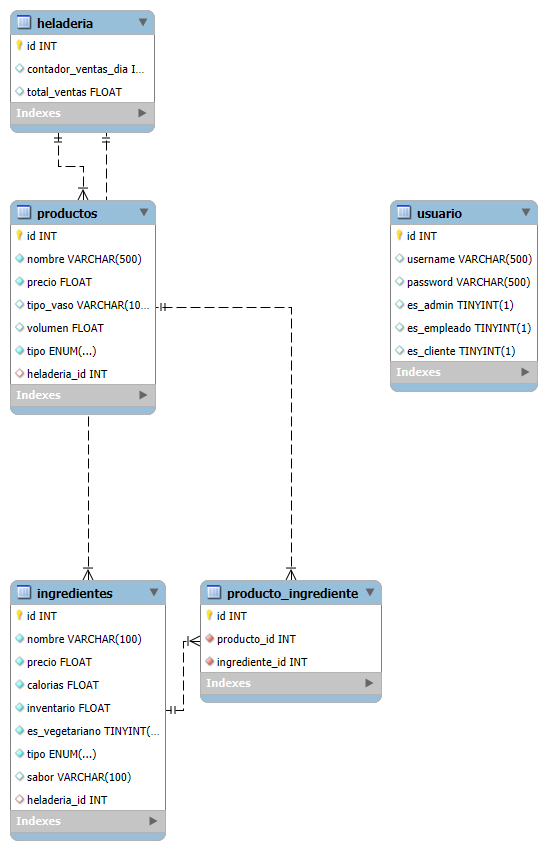 heladeria
id INT
contador_ventas_dia I...
total_ventas FLOAT
Indexes
productos
id INT
nombre VARCHAR(500)
precio FLOAT
tipo_vaso VARCHAR(10...
volumen FLOAT
tipo ENUM(...)
heladeria_id INT
Indexes
usuario
id INT
username VARCHAR(500)
password VARCHAR(500)
es_admin TINYINT(1)
es_empleado TINYINT(1)
es_cliente TINYINT(1)
Indexes
ingredientes
id INT
nombre VARCHAR(100)
precio FLOAT
calorias FLOAT
inventario FLOAT
es_vegetariano TINYINT(...
tipo ENUM(...)
sabor VARCHAR(100)
heladeria_id INT
Indexes
producto_ingrediente
id INT
producto_id INT
ingrediente_id INT
Indexes